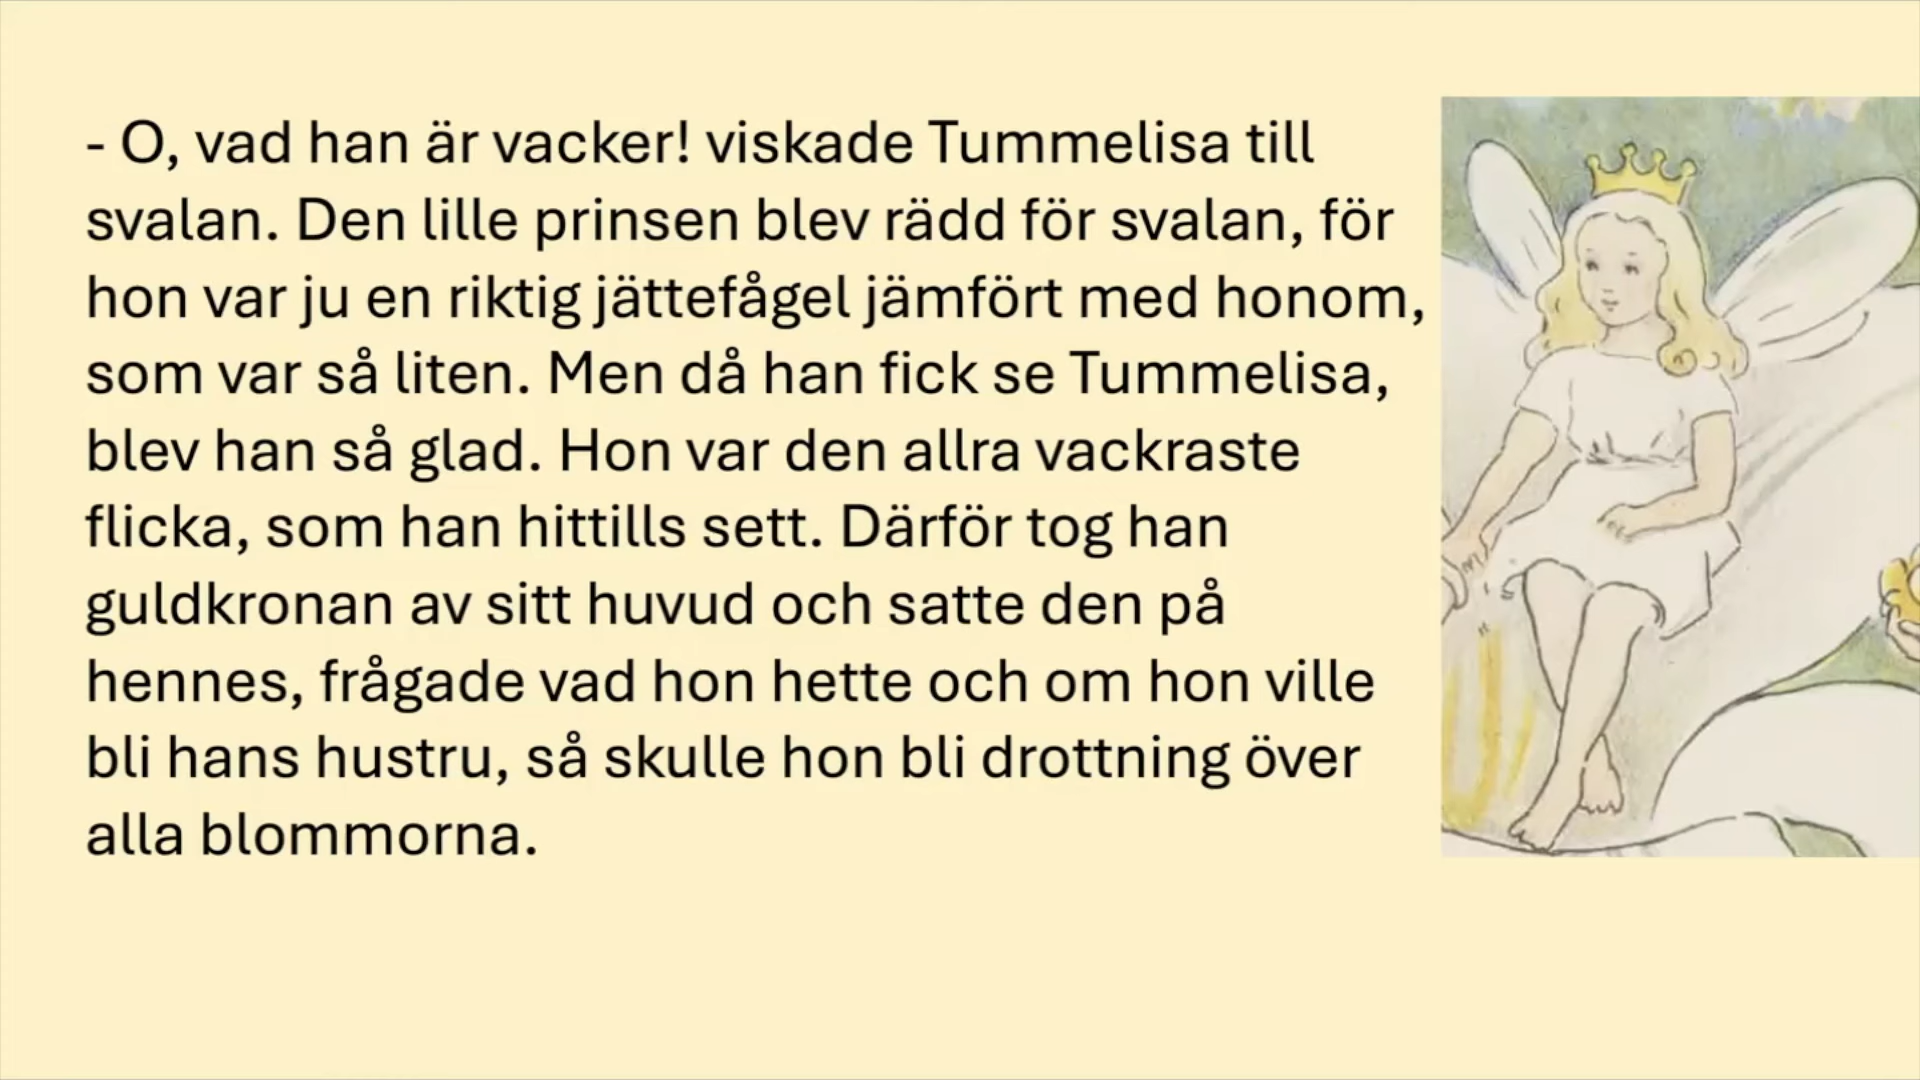 - O, vad han är vacker! viskade Tummelisa till
svalan. Den lille prinsen blev rädd för svalan, för
hon var ju en riktig jättefågel jämfört med honom,
som var så liten. Men då han fick se Tummelisa,
blev han så glad. Hon var den allra vackraste
flicka, som han hittills sett. Därför tog han
guldkronan av sitt huvud och satte den på
hennes, frågade vad hon hette och om hon ville
bli hans hustru, så skulle hon bli drottning över
alla blommorna.